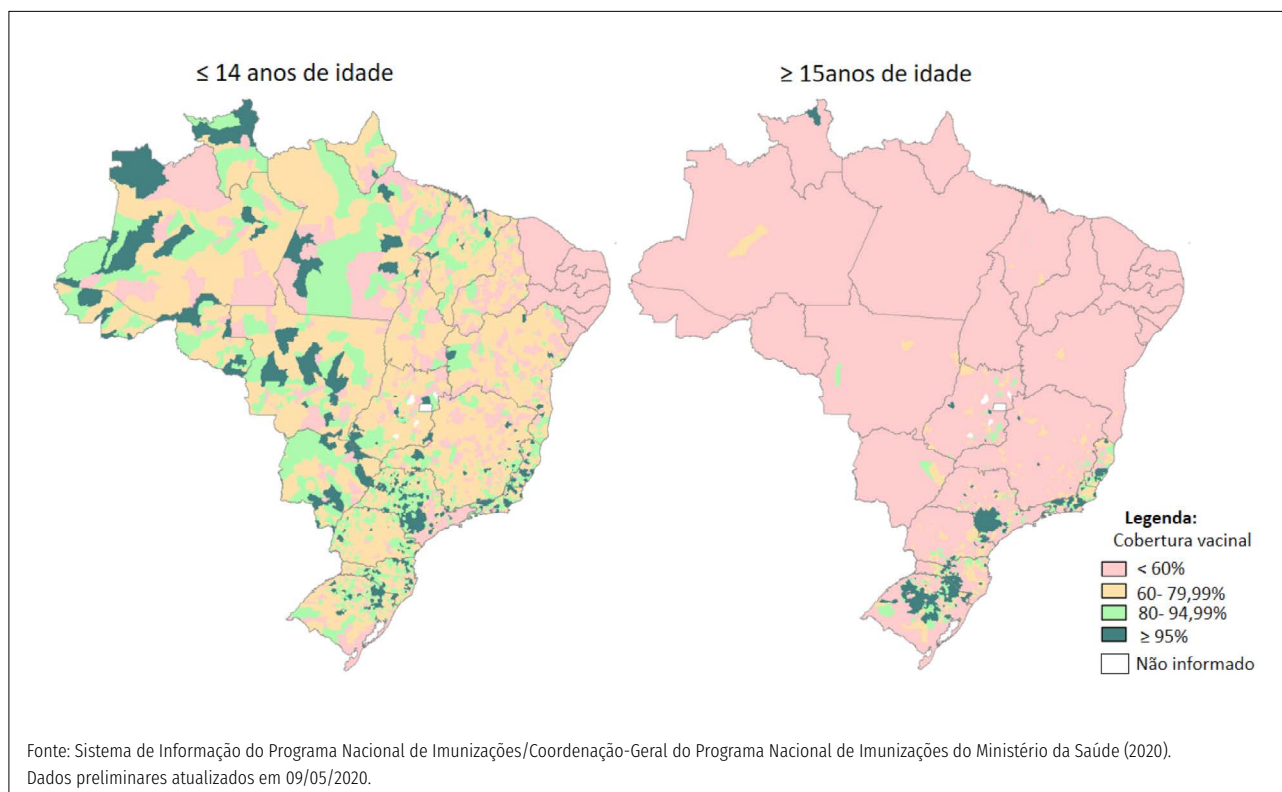 ≤ 14 anos de idade
≥ 15anos de idade
Legenda:
Cobertura vacinal
< 60%
60- 79,99%
80- 94,99%
≥ 95%
Não informado
Fonte: Sistema de Informação do Programa Nacional de Imunizações/Coordenação-Geral do Programa Nacional de Imunizações do Ministério da Saúde (2020).
Dados preliminares atualizados em 09/05/2020.